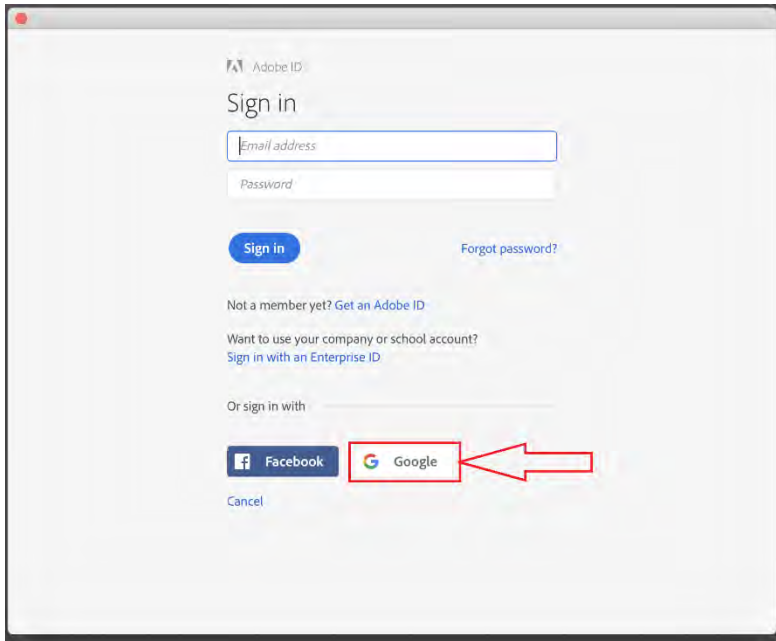 Adobe ID
Sign in
Email address
Password
Sign in Forgot password?
Not a member yet? Get an Adobe ID
Want to use your company or school account?
Sign in with an Enterprise ID
Or sign in with
Facebook Google
Cancel